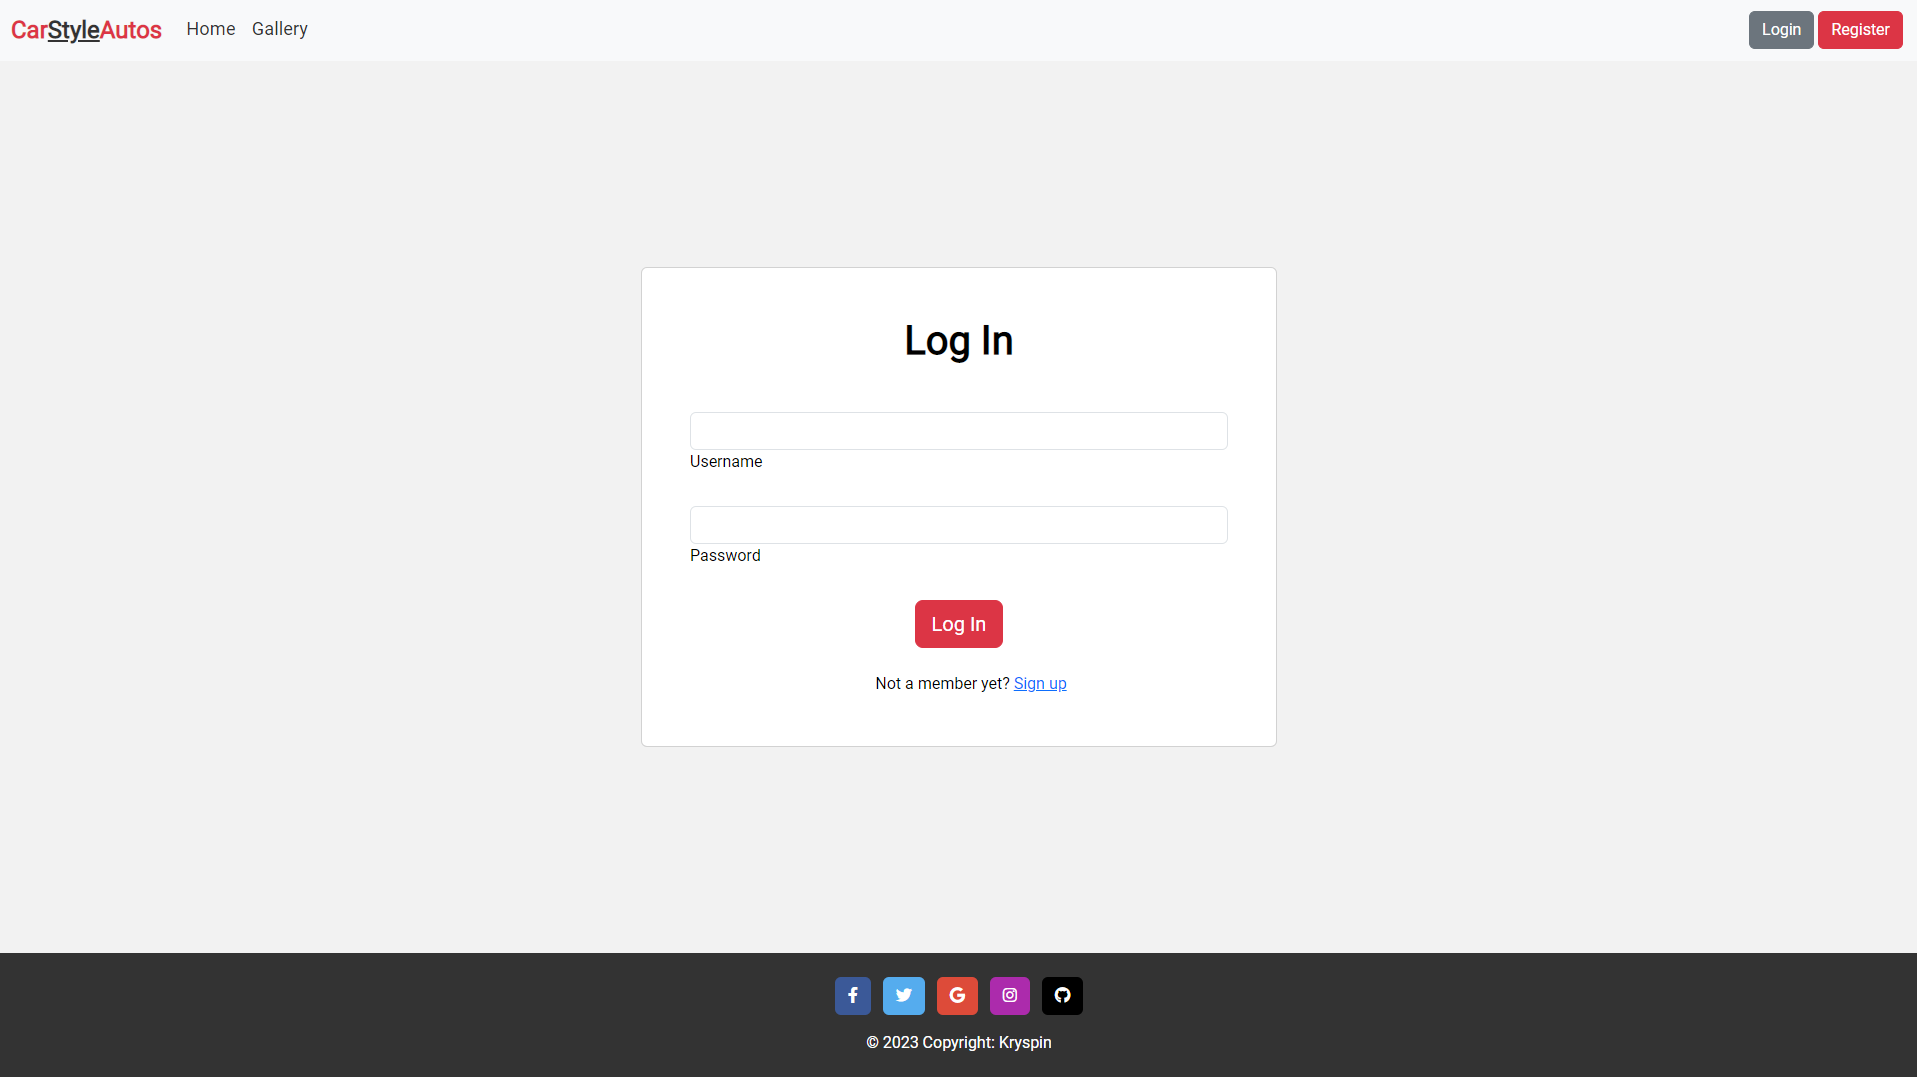 CarStyleAutos Home Gallery Login Register
Log In
Username
Password
Log In
Not a member yet? Sign up
© 2023 Copyright: Kryspin